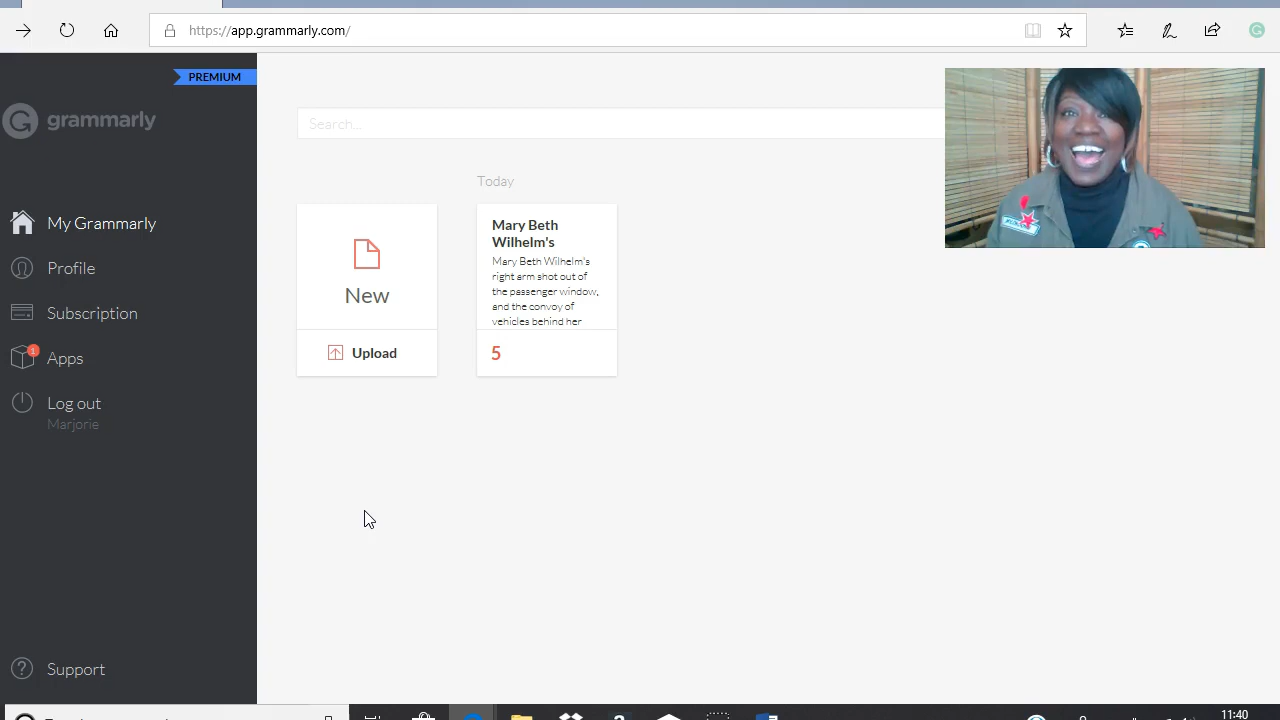 https://app.grammarly.com/
PREMIUM
grammarly
My Grammarly
Profile
Subscription
1
Apps
Log out
Marjorie
Support
Search...
Today
New
Upload
Mary Beth
Wilhelm's
Mary Beth Wilhelm's
right arm shot out of
the passenger window,
and the convoy of
vehicles behind her
5
11:40